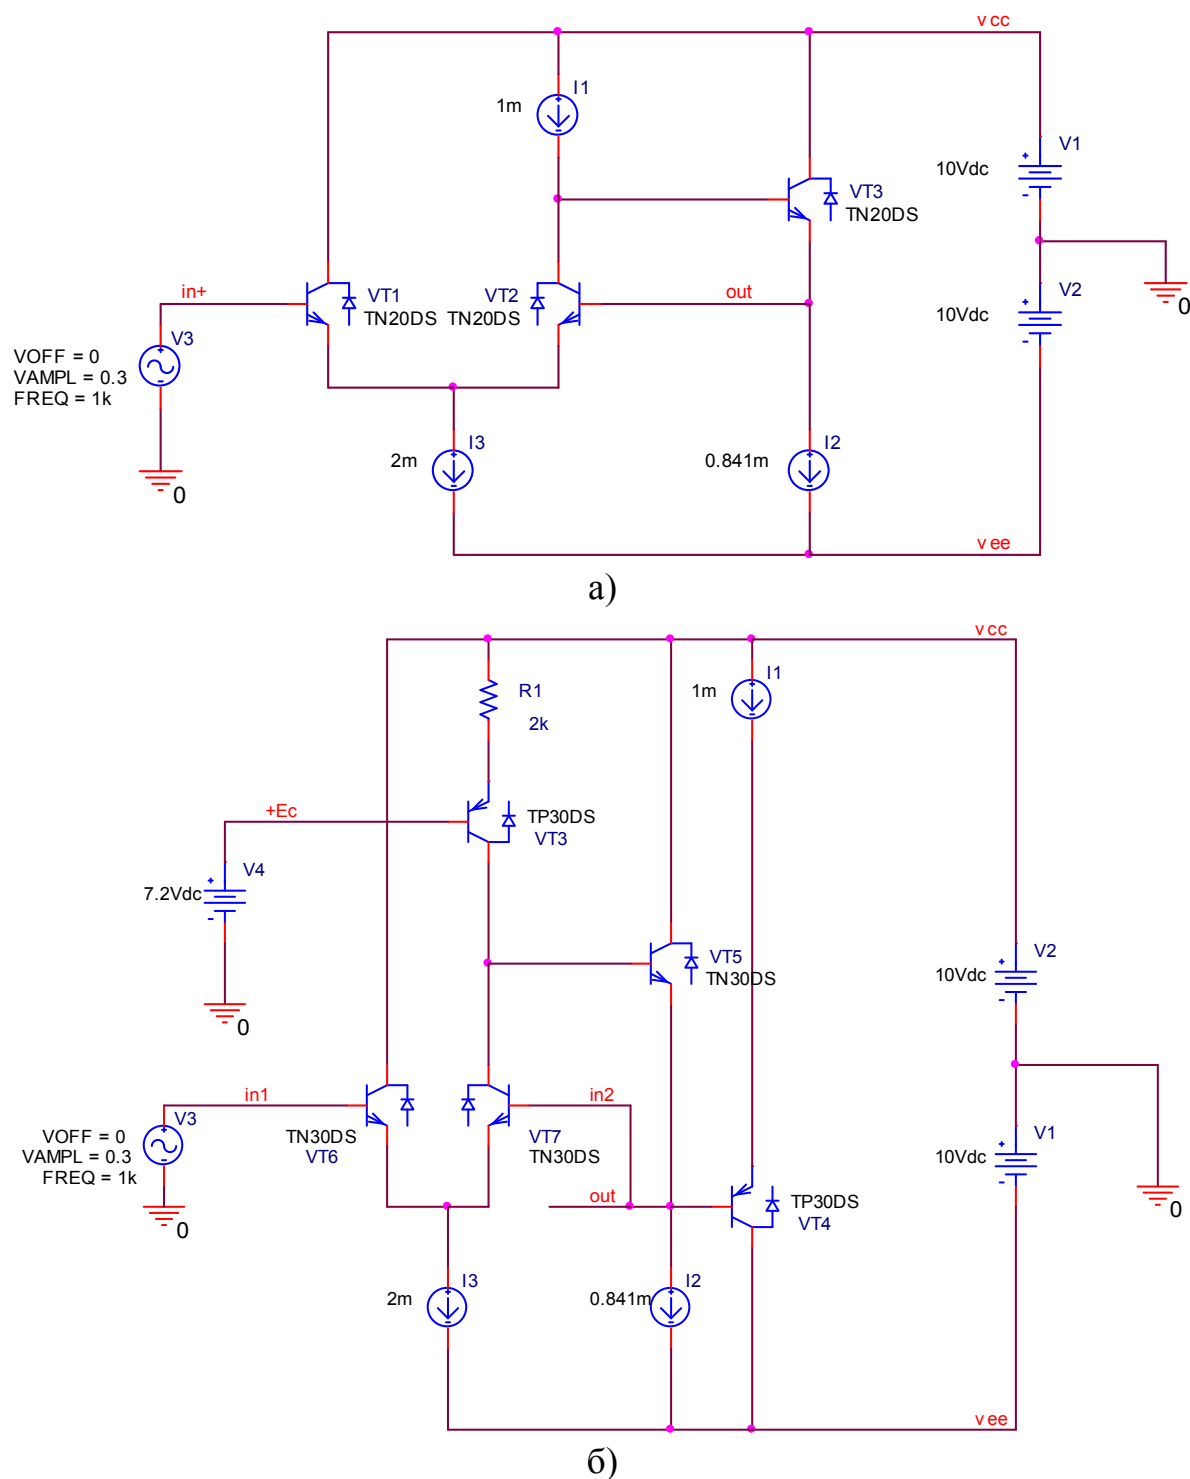 vcc
I1
1m
V1
10Vdc
VT3
TN20DS
in+
VT1
TN20DS
VT2
TN20DS
out
V2
10Vdc
0
V3
VOFF = 0
VAMPL = 0.3
FREQ = 1k
I3
2m
I2
0.841m
0
vee
а)
vcc
I1
1m
R1
2k
+Ec
TP30DS
VT3
V4
7.2Vdc
VT5
TN30DS
V2
10Vdc
0
in1
in2
V3
VOFF = 0
VAMPL = 0.3
FREQ = 1k
TN30DS
VT6
VT7
TN30DS
V1
10Vdc
out
TP30DS
VT4
0
0
I3
2m
I2
0.841m
vee
б)